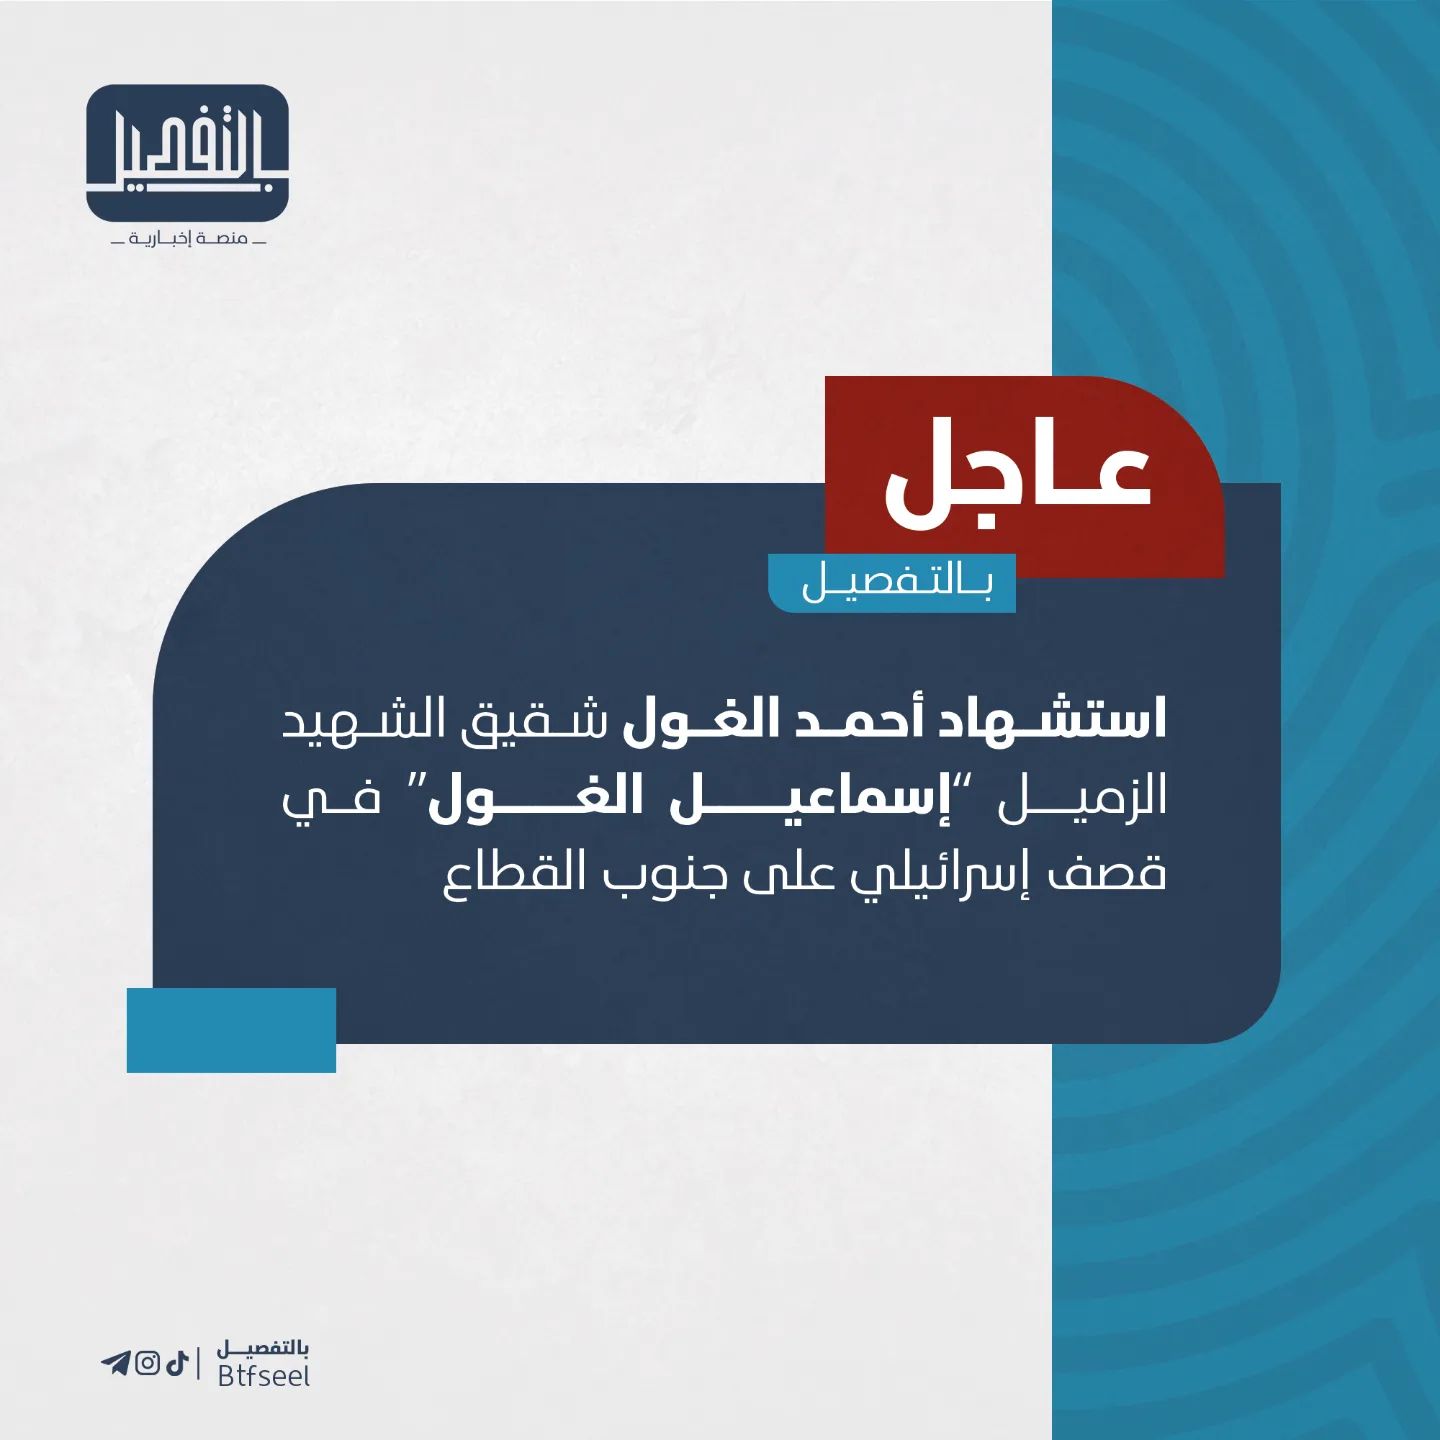 بالتفصيل
منصة إخبارية
عاجل
بالتفصيل
استشهاد أحمد الغول شقيق الشهيد
الزميل “إسماعيل الغول” في
قصف إسرائيلي على جنوب القطاع
بالتفصيل
Btfseel